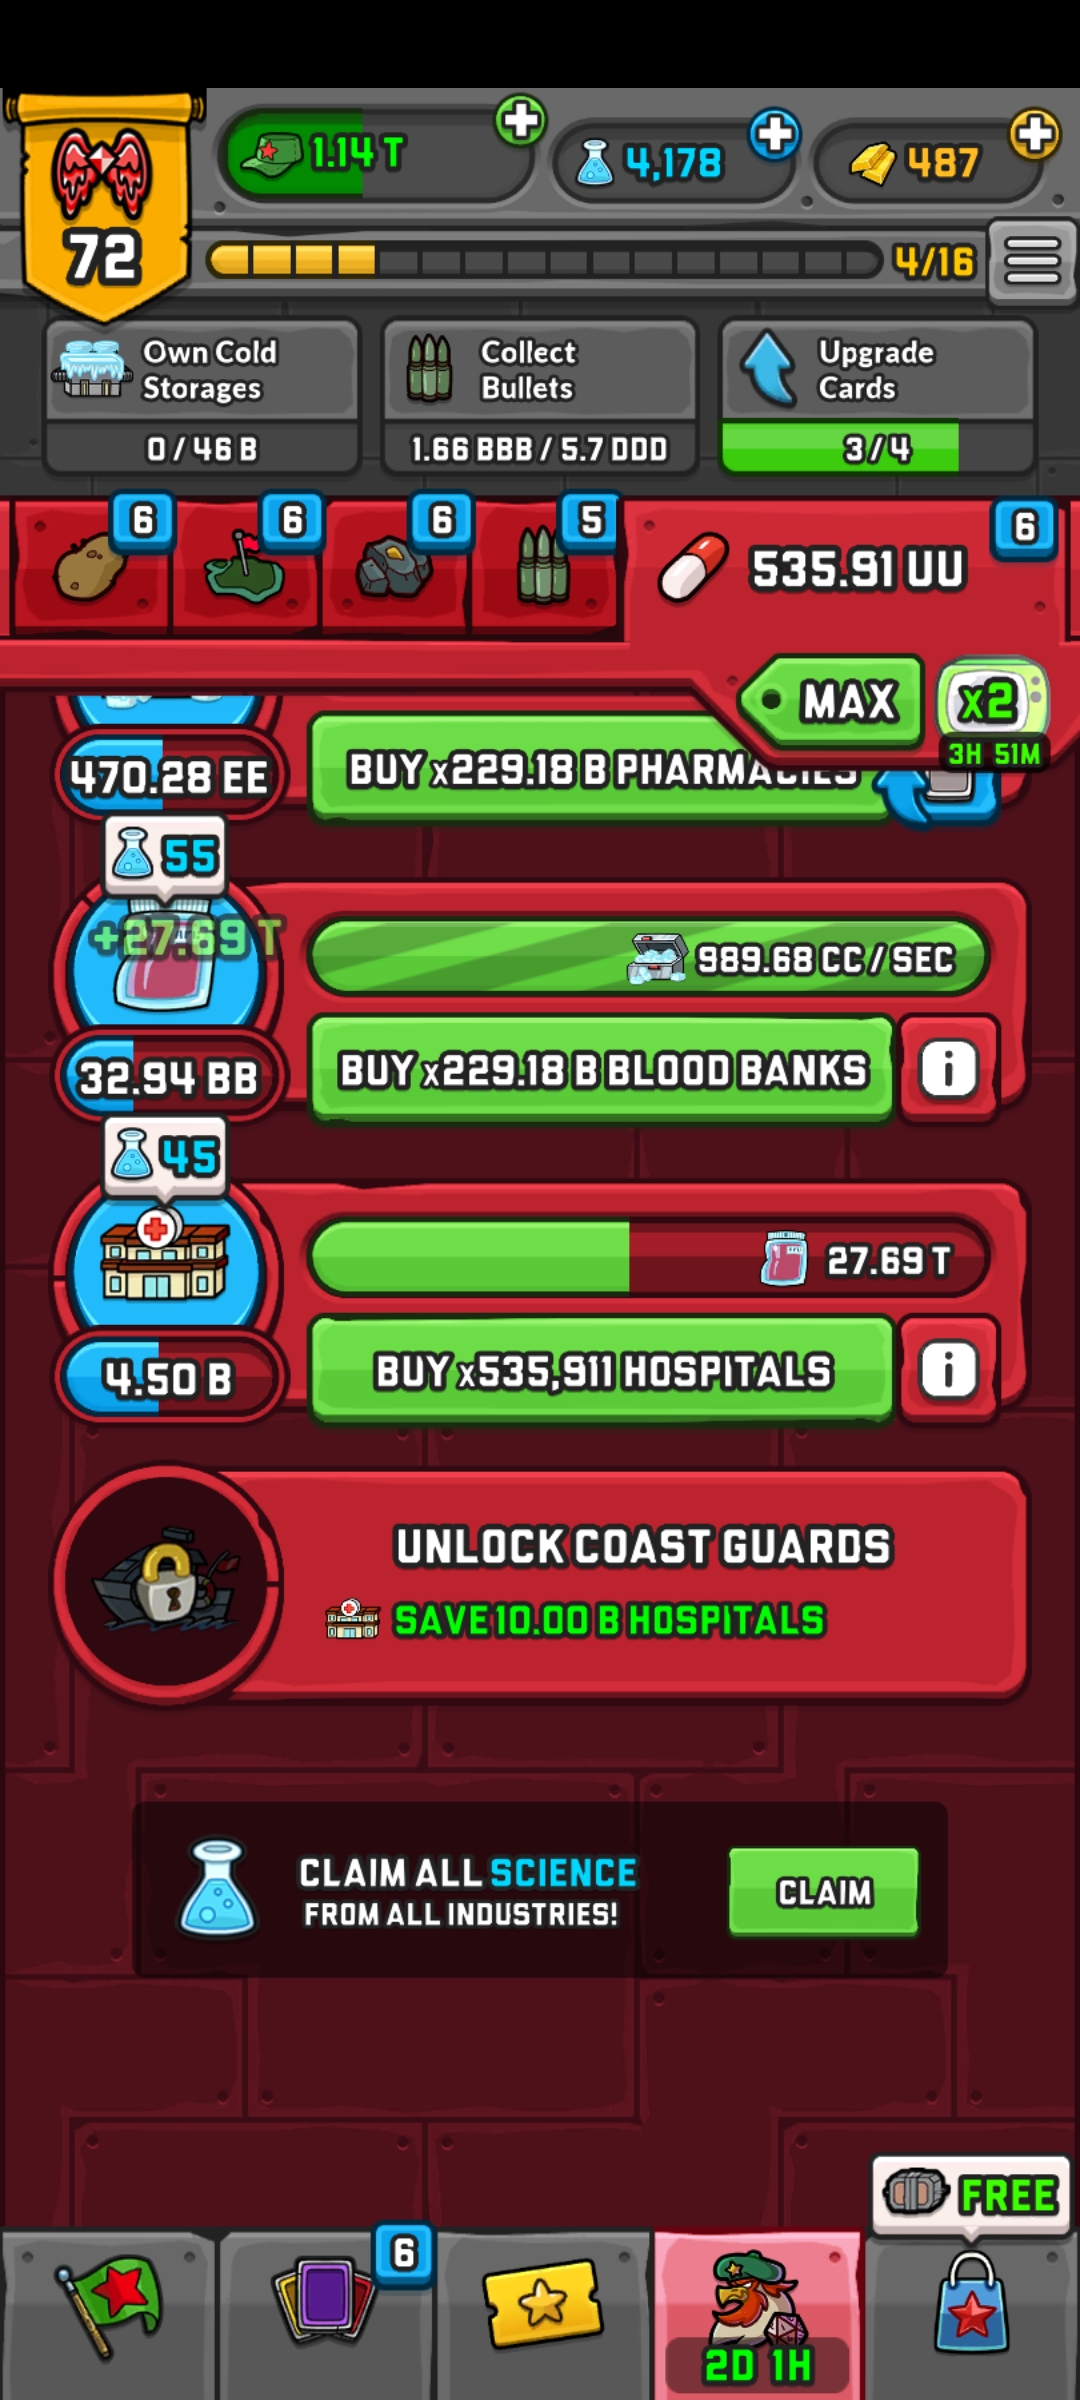 1.14 T
4,178
487
72
4/16
Own Cold
Storages
0 / 46 B
Collect
Bullets
1.66 BBB / 5.7 DDD
Upgrade
Cards
3/4
6
6
6
5
6
535.91 UU
MAX
x2
3H 51M
470.28 EE
BUY x229.18 B PHARMACIES
55
+27.69 T
989.68 CC / SEC
32.94 BB
BUY x229.18 B BLOOD BANKS
i
45
27.69 T
4.50 B
BUY x535,911 HOSPITALS
i
UNLOCK COAST GUARDS
SAVE 10.00 B HOSPITALS
CLAIM ALL SCIENCE
FROM ALL INDUSTRIES!
CLAIM
FREE
6
2D 1H